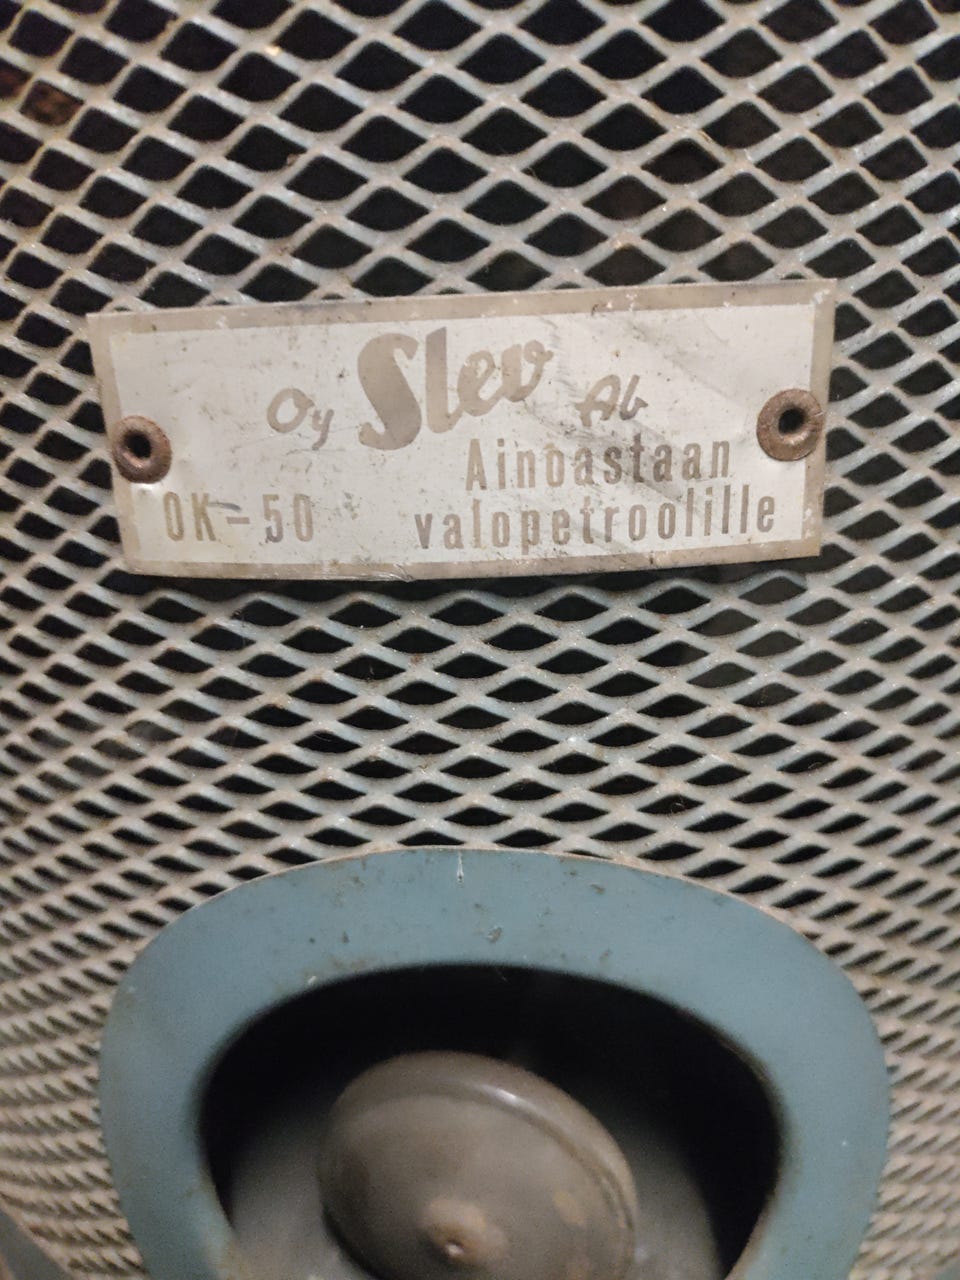 Oy Slev Ab
Ainoastaan
OK-50 valopetroolille